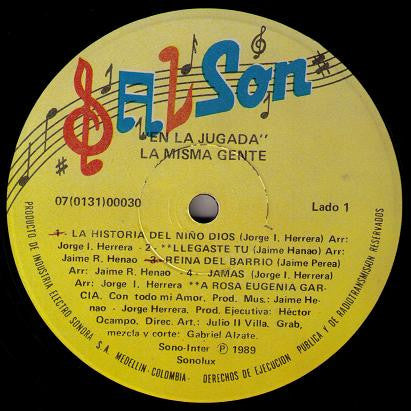 SALSon
"EN LA JUGADA"
LA MISMA GENTE
07(0131)00030
Lado 1
1- LA HISTORIA DEL NIÑO DIOS (Jorge I. Herrera) Arr:
Jorge I. Herrera - 2 - **LLEGASTE TU (Jaime Hanao) Arr:
Jaime R. Henao - 3 - REINA DEL BARRIO (Jaime Perea)
Arr: Jaime R. Henao - 4 - JAMAS (Jorge I. Herrera)
Arr: Jorge I. Herrera **A ROSA EUGENIA GAR-
CIA. Con todo mi Amor. Prod. Mus.: Jaime He-
nao - Jorge Herrera. Prod. Ejecutiva: Héctor
Ocampo. Direc. Art.: Julio II Villa. Grab,
mezcla y corte: Gabriel Alzate.
Sono-Inter Ⓟ 1989
Sonolux
PRODUCTO DE INDUSTRIA ELECTRO SONORA S.A. MEDELLIN - COLOMBIA - DERECHOS DE EJECUCION PUBLICA Y DE RADIOTRANSMISION RESERVADOS